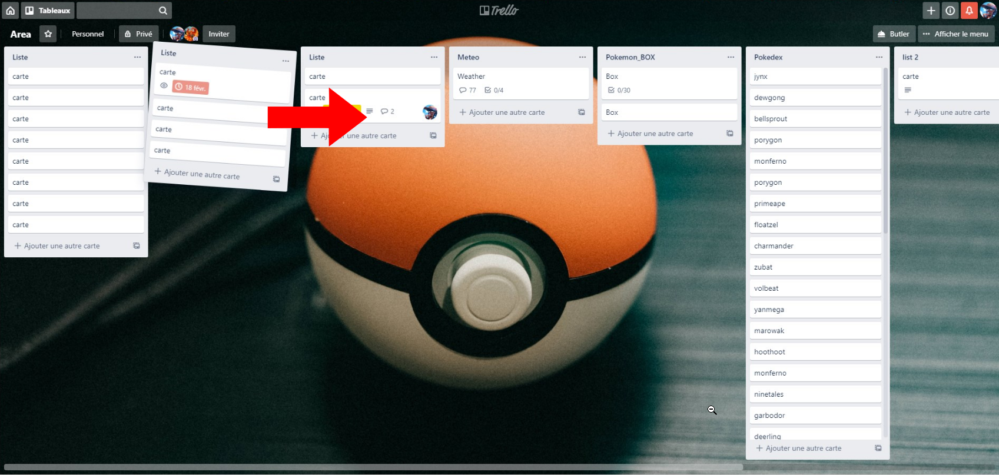 Tableaux
Trello
Area
Personnel
Privé
Inviter
Butler
Afficher le menu
Liste
carte
carte
carte
carte
carte
carte
carte
carte
Ajouter une autre carte
Liste
carte
18 févr.
carte
carte
carte
Ajouter une autre carte
Liste
carte
carte
2
une autre carte
Meteo
Weather
77 0/4
Ajouter une autre carte
Pokemon_BOX
Box
0/30
Box
Ajouter une autre carte
Pokedex
jynx
dewgong
bellsprout
porygon
monferno
porygon
primeape
floatzel
charmander
zubat
volbeat
yanmega
marowak
hoothoot
monferno
ninetales
garbodor
deerling
Ajouter une autre carte
list 2
carte
Ajouter une autre carte